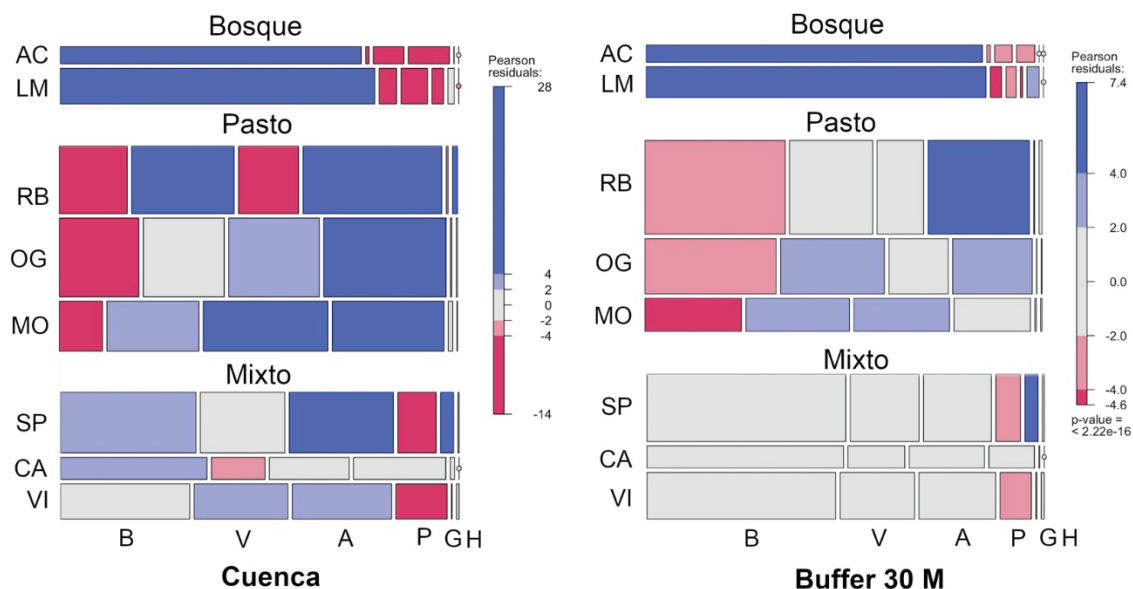 Bosque
AC
LM
Pasto
RB
OG
MO
Mixto
SP
CA
VI
B V A P G H
Cuenca
Pearson
residuals:
28
4
2
0
-2
-4
-14
Bosque
AC
LM
Pasto
RB
OG
MO
Mixto
SP
CA
VI
B V A P G H
Buffer 30 M
Pearson
residuals:
7.4
4.0
2.0
0.0
-2.0
-4.0
-4.6
p-value =
< 2.22e-16